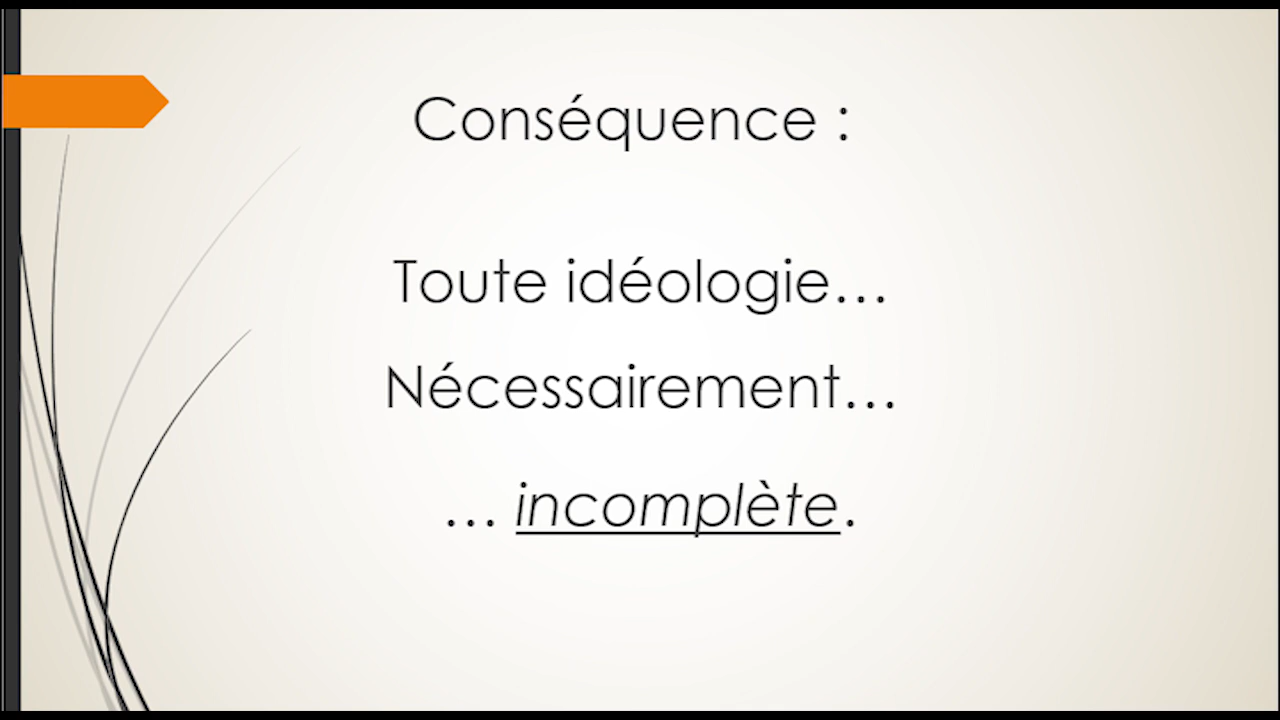 Conséquence :
Toute idéologie…
Nécessairement…
… incomplète.